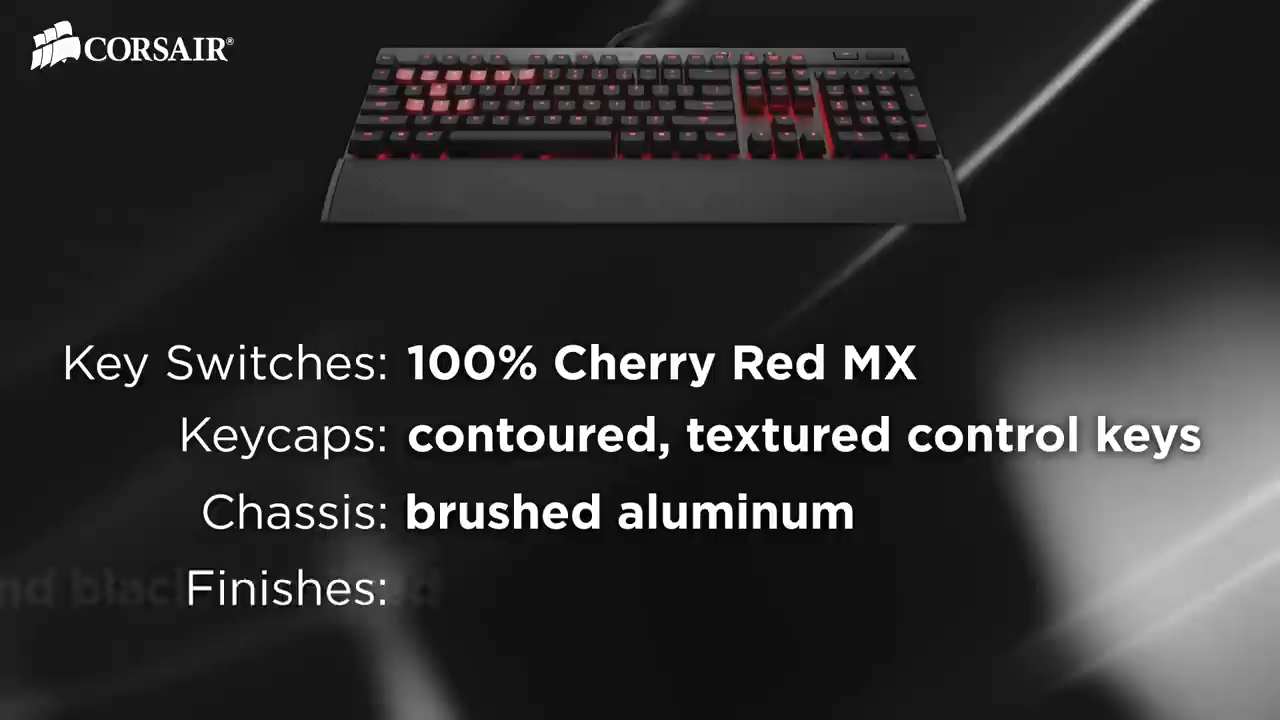 CORSAIR®
Key Switches: 100% Cherry Red MX
Keycaps: contoured, textured control keys
Chassis: brushed aluminum
Finishes: